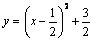 y = (x − 1/2)² + 3/2